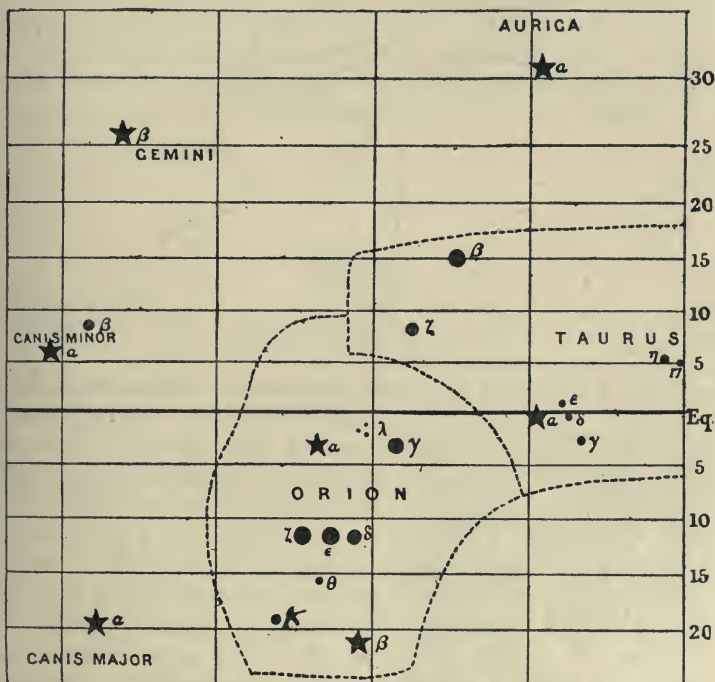 AURICA
α
30
β
GEMINI
25
20
β
15
10
β
ζ
CANIS MINOR
α
TAURUS
η
17
5
ε
Eq.
α
δ
λ
α
γ
γ
5
ORION
10
ζ
ε
δ
θ
15
α
κ
20
β
CANIS MAJOR